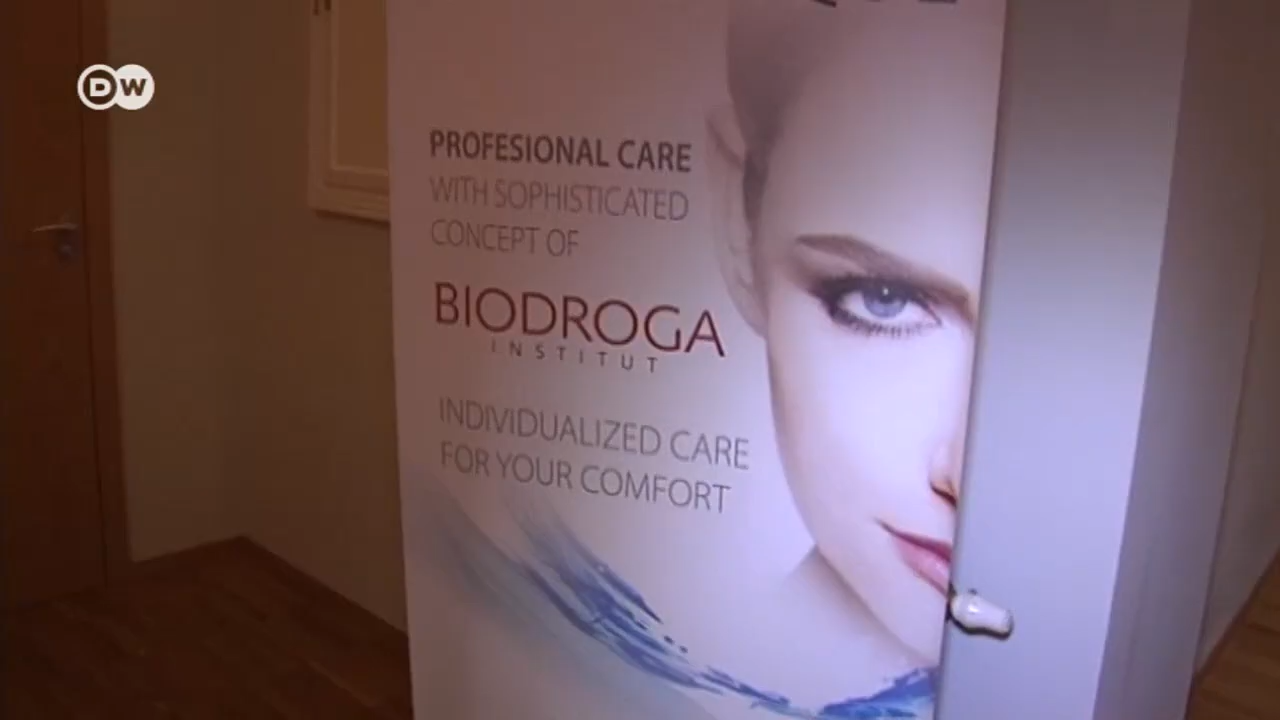 DW
PROFESIONAL CARE
WITH SOPHISTICATED
CONCEPT OF
BIODROGA
INSTITUT
INDIVIDUALIZED CARE
FOR YOUR COMFORT